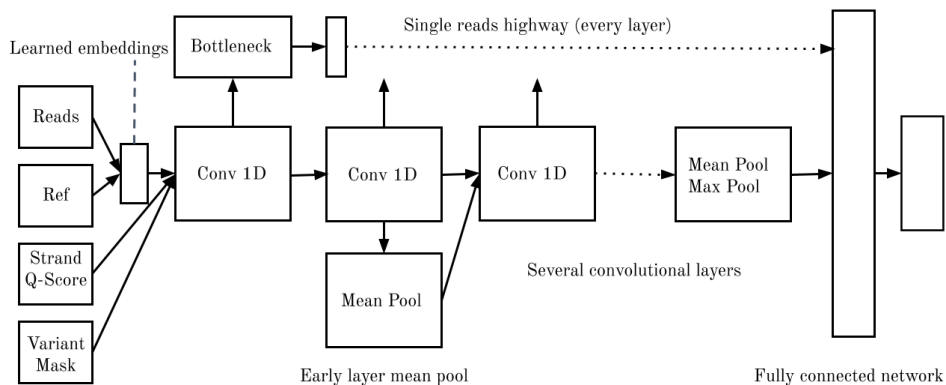 Single reads highway (every layer)
Learned embeddings
Bottleneck
Reads
Ref
Strand
Q-Score
Variant
Mask
Conv 1D
Conv 1D
Conv 1D
Mean Pool
Max Pool
Mean Pool
Several convolutional layers
Early layer mean pool
Fully connected network